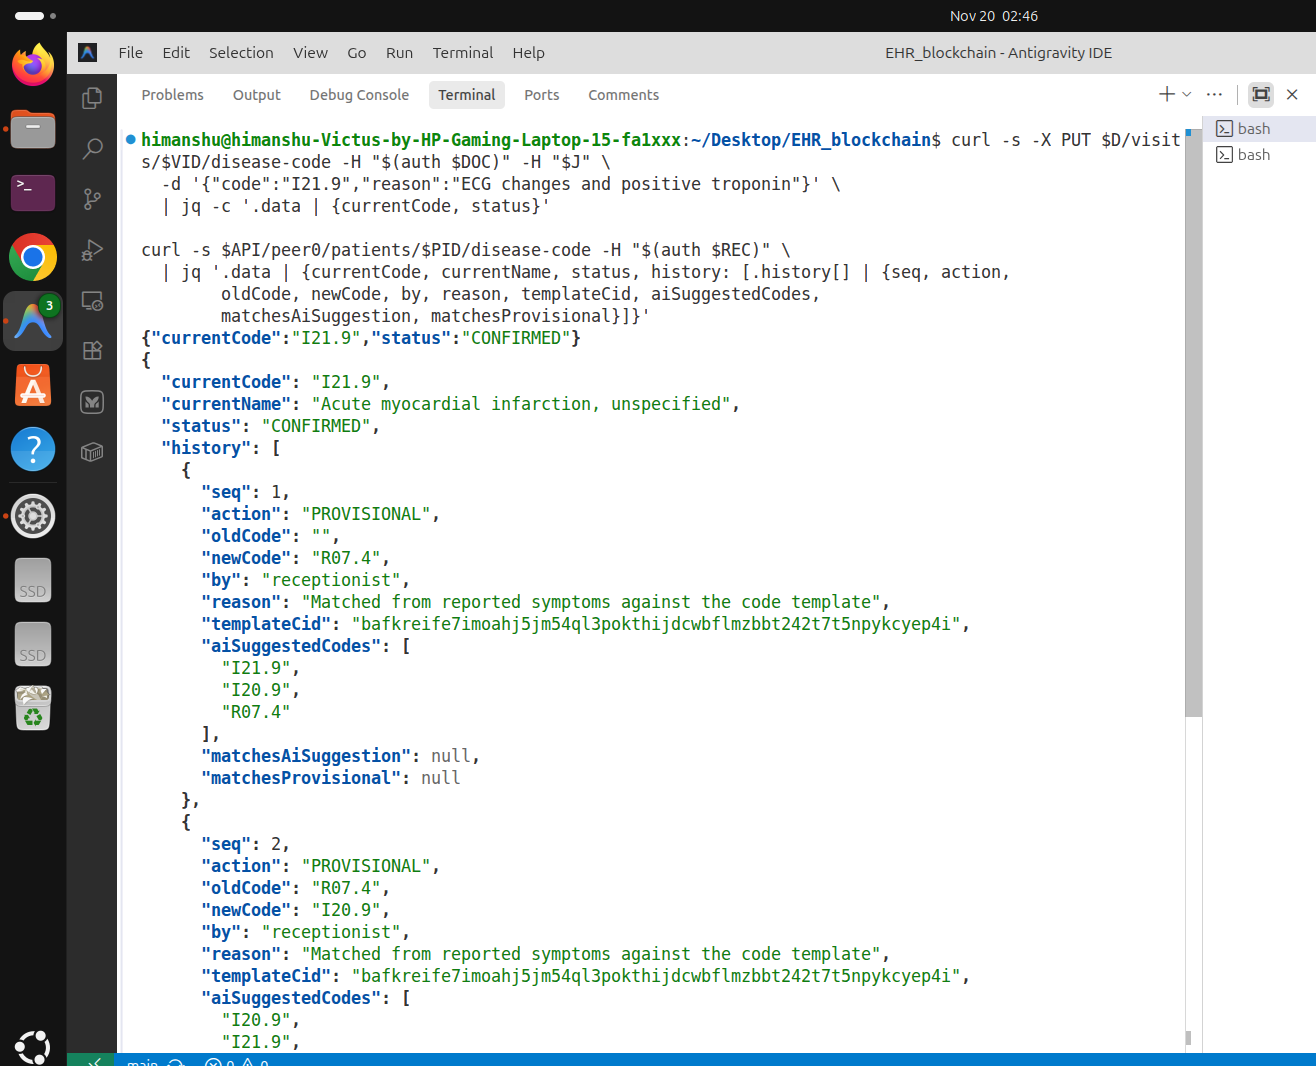 Nov 20 02:46
File Edit Selection View Go Run Terminal Help
EHR_blockchain - Antigravity IDE
Problems Output Debug Console Terminal Ports Comments
bash
bash
3
SSD
SSD
himanshu@himanshu-Victus-by-HP-Gaming-Laptop-15-fa1xxx:~/Desktop/EHR_blockchain$ curl -s -X PUT $D/visit
s/$VID/disease-code -H "$(auth $DOC)" -H "$J" \
-d '{"code":"I21.9","reason":"ECG changes and positive troponin"}' \
| jq -c '.data | {currentCode, status}'
curl -s $API/peer0/patients/$PID/disease-code -H "$(auth $REC)" \
| jq '.data | {currentCode, currentName, status, history: [.history[] | {seq, action,
oldCode, newCode, by, reason, templateCid, aiSuggestedCodes,
matchesAiSuggestion, matchesProvisional}]}'
{"currentCode":"I21.9","status":"CONFIRMED"}
{
"currentCode": "I21.9",
"currentName": "Acute myocardial infarction, unspecified",
"status": "CONFIRMED",
"history": [
{
"seq": 1,
"action": "PROVISIONAL",
"oldCode": "",
"newCode": "R07.4",
"by": "receptionist",
"reason": "Matched from reported symptoms against the code template",
"templateCid": "bafkreife7imoahj5jm54ql3pokthijdcwbflmzbbt242t7t5npykcyep4i",
"aiSuggestedCodes": [
"I21.9",
"I20.9",
"R07.4"
],
"matchesAiSuggestion": null,
"matchesProvisional": null
},
{
"seq": 2,
"action": "PROVISIONAL",
"oldCode": "R07.4",
"newCode": "I20.9",
"by": "receptionist",
"reason": "Matched from reported symptoms against the code template",
"templateCid": "bafkreife7imoahj5jm54ql3pokthijdcwbflmzbbt242t7t5npykcyep4i",
"aiSuggestedCodes": [
"I20.9",
"I21.9",
main 0 0